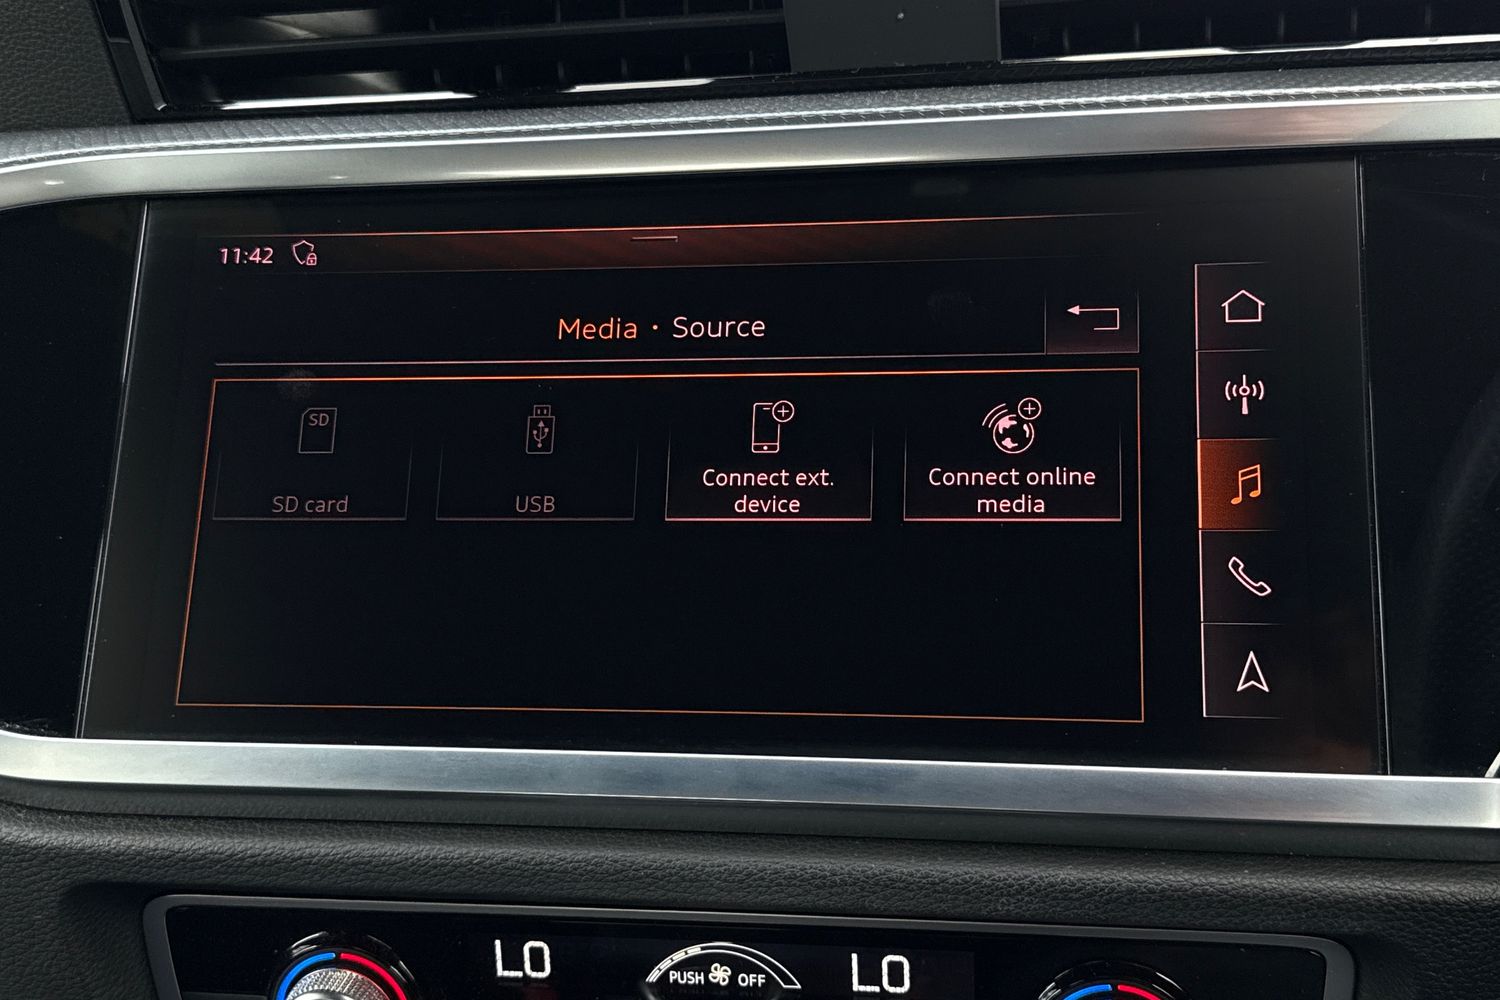 11:42
Media · Source
SD
SD card
USB
Connect ext.
device
Connect online
media
LO
PUSH OFF
LO